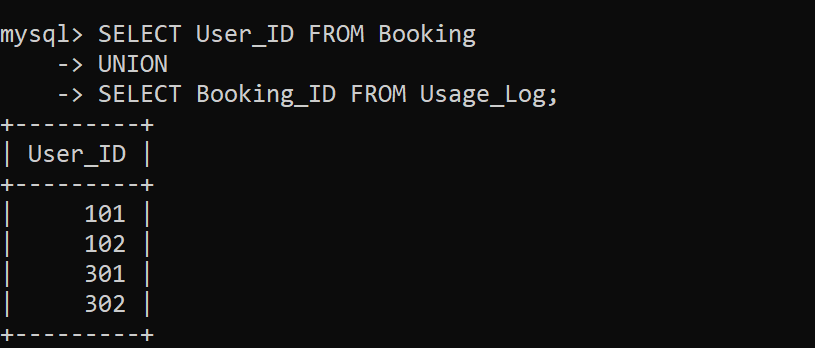 mysql> SELECT User_ID FROM Booking
    -> UNION
    -> SELECT Booking_ID FROM Usage_Log;
+---------+
| User_ID |
+---------+
|     101 |
|     102 |
|     301 |
|     302 |
+---------+